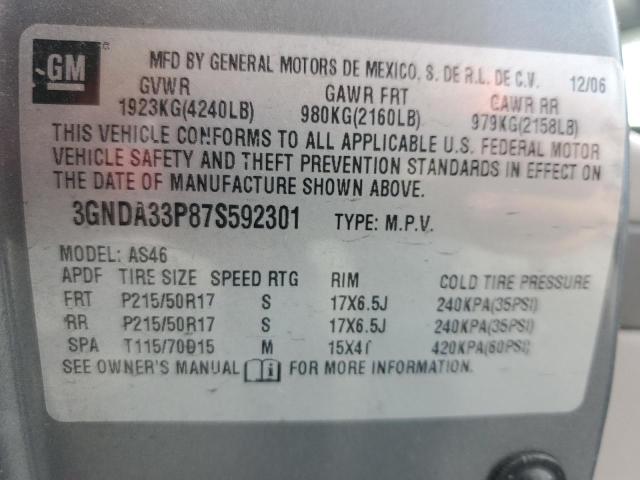 GM
MFD BY GENERAL MOTORS DE MEXICO, S. DE R.L. DE C.V. 12/06
GVWR GAWR FRT GAWR RR
1923KG(4240LB) 980KG(2160LB) 979KG(2158LB)
THIS VEHICLE CONFORMS TO ALL APPLICABLE U.S. FEDERAL MOTOR
VEHICLE SAFETY AND THEFT PREVENTION STANDARDS IN EFFECT ON
THE DATE OF MANUFACTURE SHOWN ABOVE.
3GNDA33P87S592301 TYPE: M.P.V.
MODEL: AS46
APDF TIRE SIZE SPEED RTG RIM COLD TIRE PRESSURE
FRT P215/50R17 S 17X6.5J 240KPA(35PSI)
RR P215/50R17 S 17X6.5J 240KPA(35PSI)
SPA T115/70D15 M 15X4T 420KPA(60PSI)
SEE OWNER'S MANUAL i FOR MORE INFORMATION.